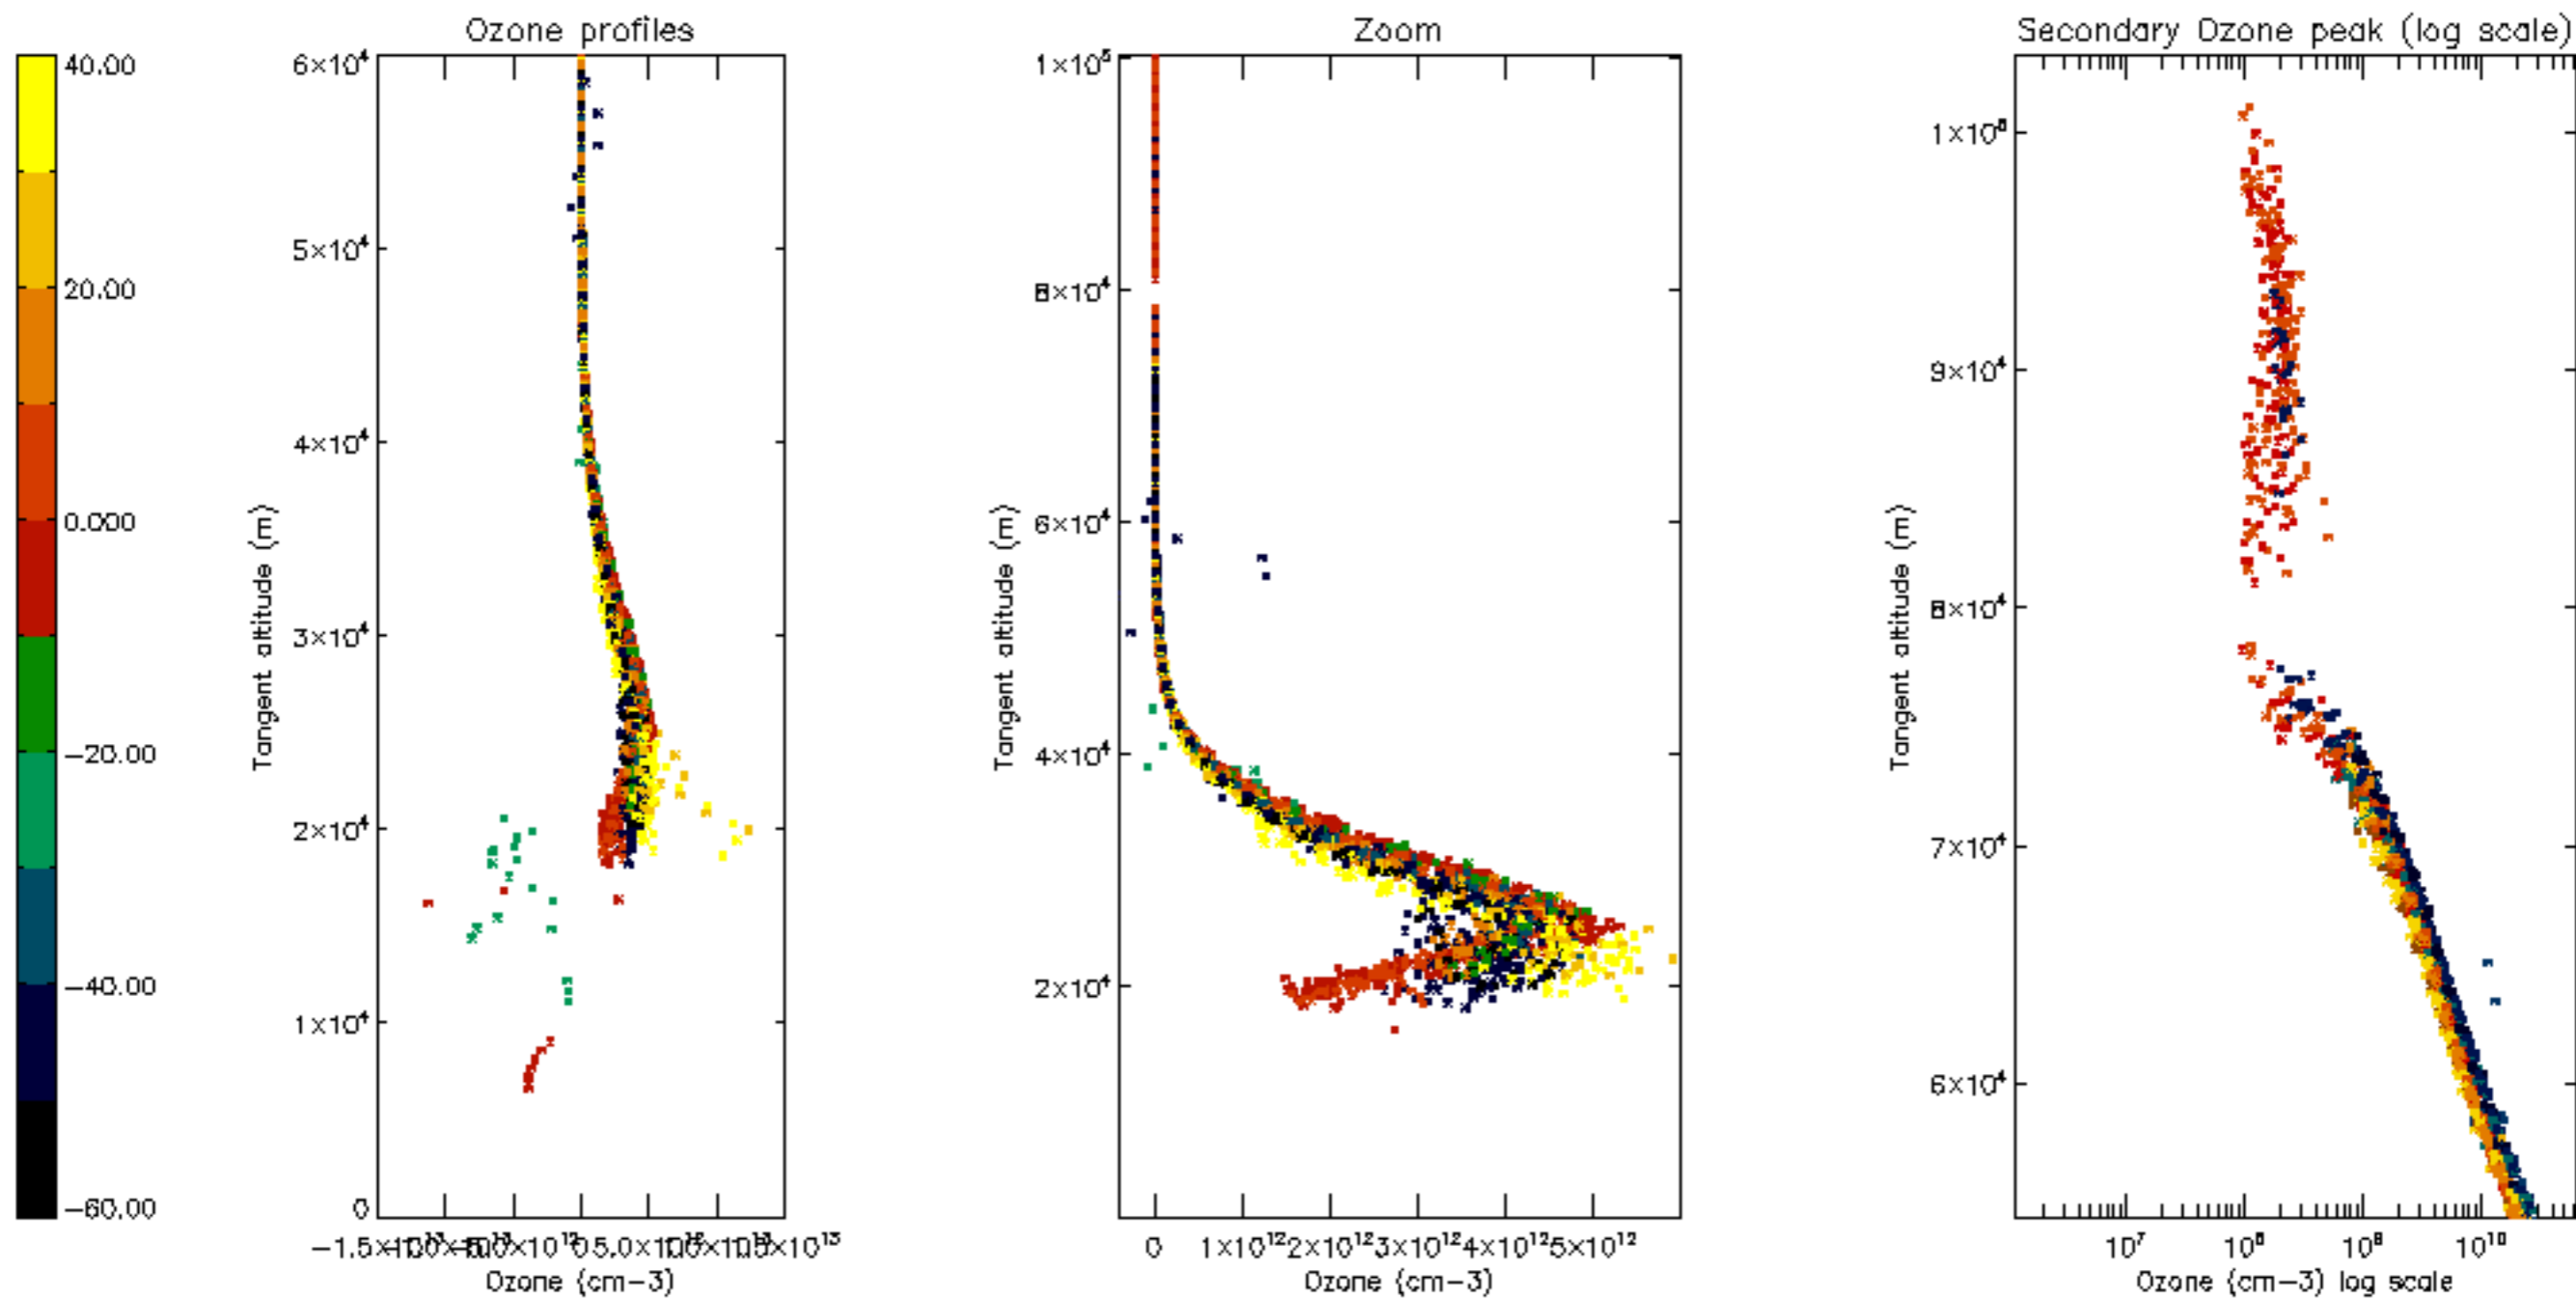 Ozone profiles
Zoom
Secondary Ozone peak (log scale)
40.00
20.00
0.000
-20.00
-40.00
-60.00
6×10⁴
5×10⁴
4×10⁴
3×10⁴
2×10⁴
1×10⁴
0
Tangent altitude (m)
Ozone (cm-3)
1×10⁵
8×10⁴
6×10⁴
4×10⁴
2×10⁴
Tangent altitude (m)
0 1×10¹² 2×10¹² 3×10¹² 4×10¹² 5×10¹²
Ozone (cm-3)
9×10⁴
8×10⁴
7×10⁴
6×10⁴
Tangent altitude (m)
10⁷ 10⁸ 10⁹ 10¹⁰
Ozone (cm-3) log scale